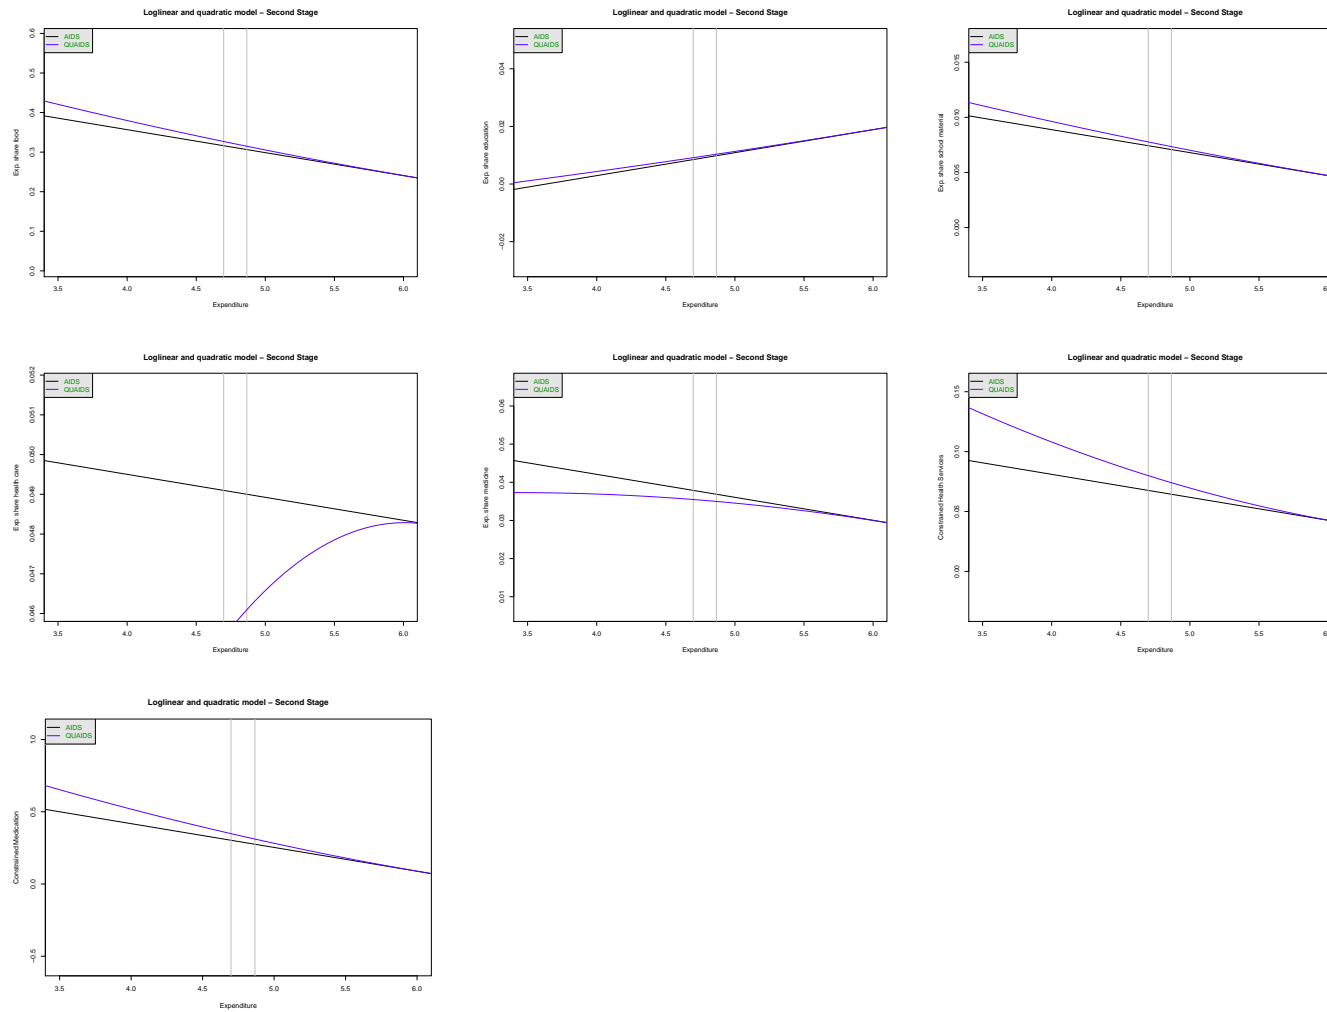 Loglinear and quadratic model – Second Stage
AIDS
QUAIDS
Exp. share food
0.0 0.1 0.2 0.3 0.4 0.5 0.6
3.5 4.0 4.5 5.0 5.5 6.0
Expenditure
Loglinear and quadratic model – Second Stage
AIDS
QUAIDS
Exp. share education
−0.02 0.00 0.02 0.04
3.5 4.0 4.5 5.0 5.5 6.0
Expenditure
Loglinear and quadratic model – Second Stage
AIDS
QUAIDS
Exp. share school material
0.000 0.005 0.010 0.015
3.5 4.0 4.5 5.0 5.5
Expenditure
Loglinear and quadratic model – Second Stage
AIDS
QUAIDS
Exp. share health care
0.046 0.047 0.048 0.049 0.050 0.051 0.052
3.5 4.0 4.5 5.0 5.5 6.0
Expenditure
Loglinear and quadratic model – Second Stage
AIDS
QUAIDS
Exp. share medicine
0.01 0.02 0.03 0.04 0.05 0.06
3.5 4.0 4.5 5.0 5.5 6.0
Expenditure
Loglinear and quadratic model – Second Stage
AIDS
QUAIDS
Constrained Health Services
0.00 0.05 0.10 0.15
3.5 4.0 4.5 5.0 5.5
Expenditure
Loglinear and quadratic model – Second Stage
AIDS
QUAIDS
Constrained Medication
−0.5 0.0 0.5 1.0
3.5 4.0 4.5 5.0 5.5 6.0
Expenditure